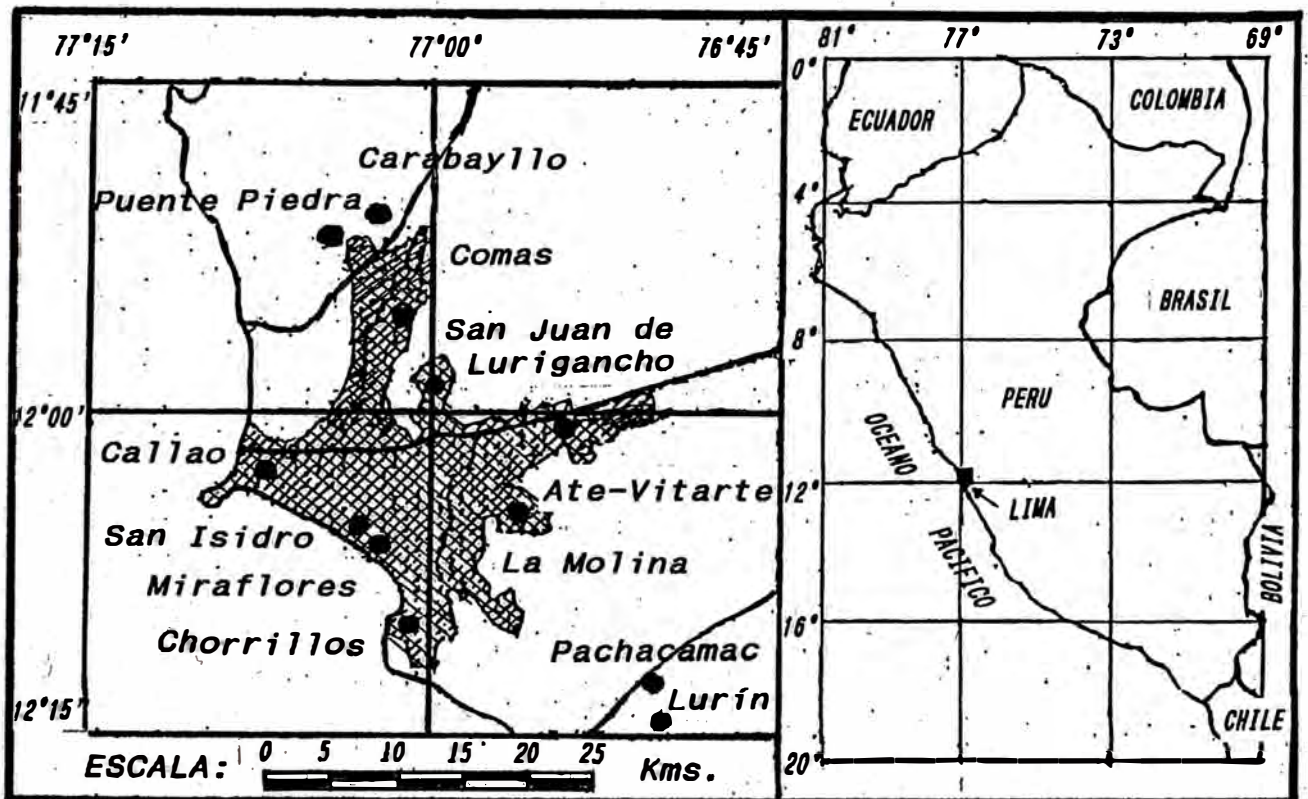 77°15' 77°00° 76°45'
11°45'
Carabayllo
Puente Piedra
Comas
San Juan de
Lurigancho
12°00'
Callao
Ate-Vitarte
San Isidro
La Molina
Miraflores
Chorrillos
Pachacamac
Lurín
12°15'
ESCALA: 0 5 10 15 20 25 Kms.
81° 77° 73° 69°
0°
ECUADOR
COLOMBIA
4°
BRASIL
8°
PERU
OCEANO
PACIFICO
12°
LIMA
BOLIVIA
16°
CHILE
20°